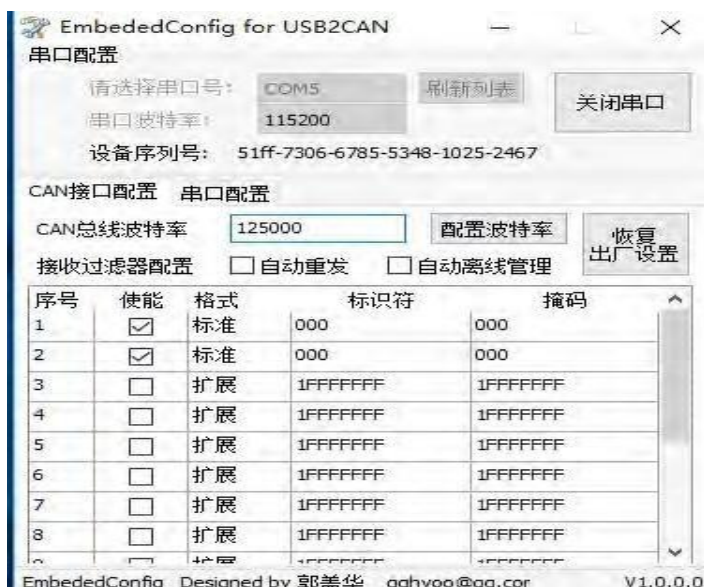 EmbededConfig for USB2CAN
串口配置
请选择串口号: COM5 刷新列表 关闭串口
串口波特率: 115200
设备序列号: 51ff-7306-6785-5348-1025-2467
CAN接口配置 串口配置
CAN总线波特率 125000 配置波特率 恢复
出厂设置
接收过滤器配置 自动重发 自动离线管理
序号 使能 格式 标识符 掩码
1 标准 000 000
2 标准 000 000
3 扩展 1FFFFFFF 1FFFFFFF
4 扩展 1FFFFFFF 1FFFFFFF
5 扩展 1FFFFFFF 1FFFFFFF
6 扩展 1FFFFFFF 1FFFFFFF
7 扩展 1FFFFFFF 1FFFFFFF
8 扩展 1FFFFFFF 1FFFFFFF
EmbededConfig Designed by 郭善华 V1.0.0.0